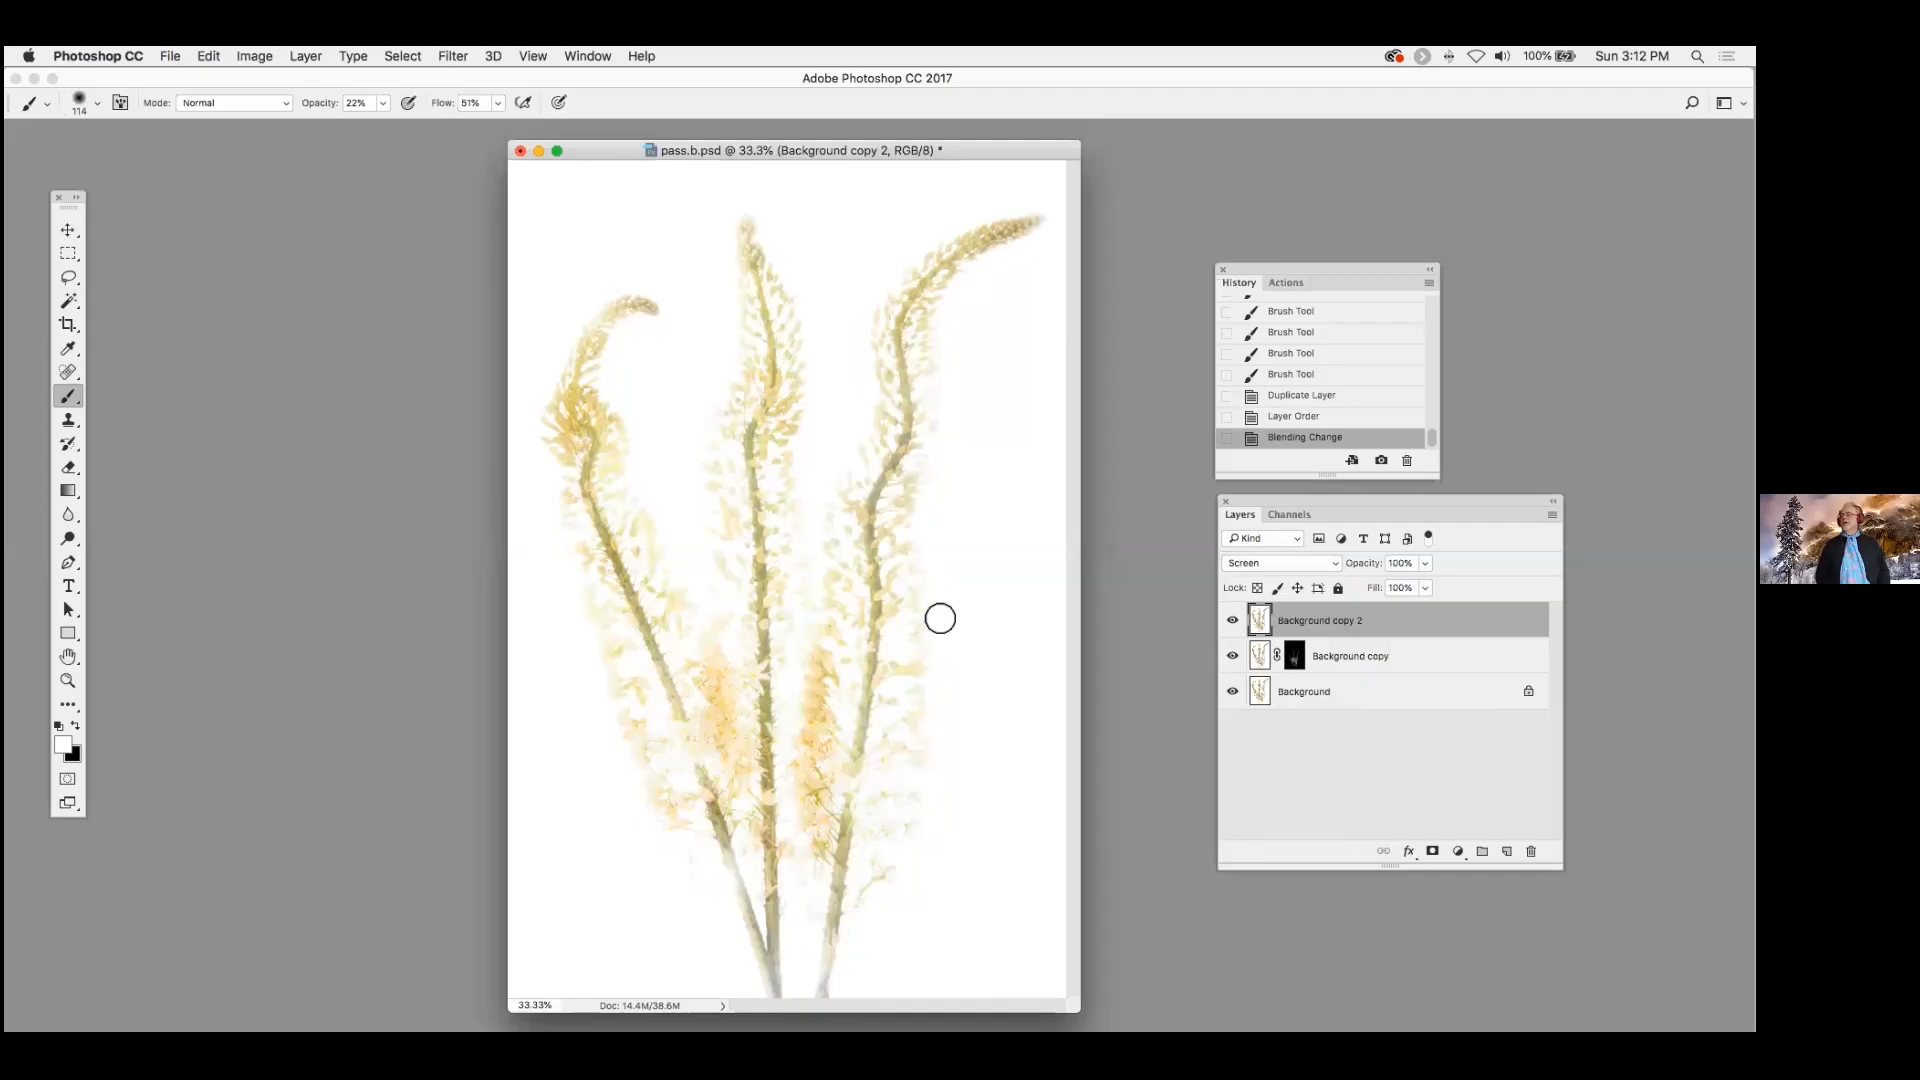 Photoshop CC File Edit Image Layer Type Select Filter 3D View Window Help 100% Sun 3:12 PM
Adobe Photoshop CC 2017
114 Mode: Normal Opacity: 22% Flow: 51%
pass.b.psd @ 33.3% (Background copy 2, RGB/8) *
History Actions
Brush Tool
Brush Tool
Brush Tool
Brush Tool
Duplicate Layer
Layer Order
Blending Change
Layers Channels
Kind
Screen Opacity: 100%
Lock: Fill: 100%
Background copy 2
Background copy
Background
fx
33.33% Doc: 14.4M/38.6M